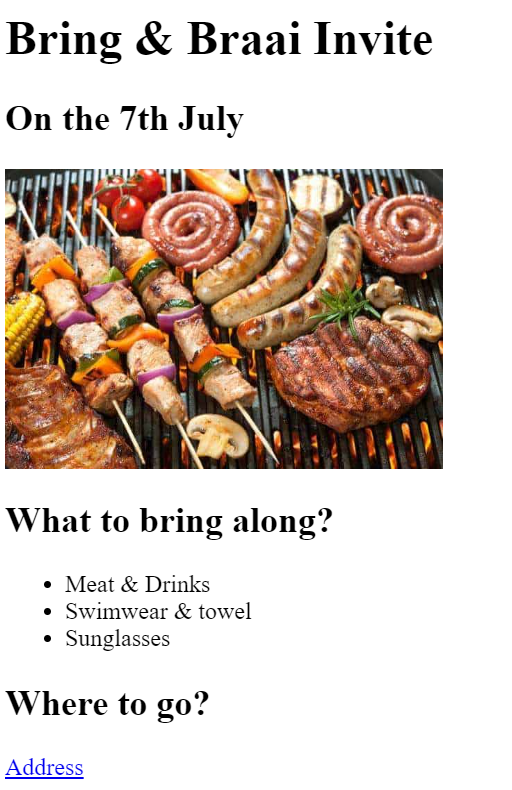 Bring & Braai Invite
On the 7th July
What to bring along?
• Meat & Drinks
• Swimwear & towel
• Sunglasses
Where to go?
Address